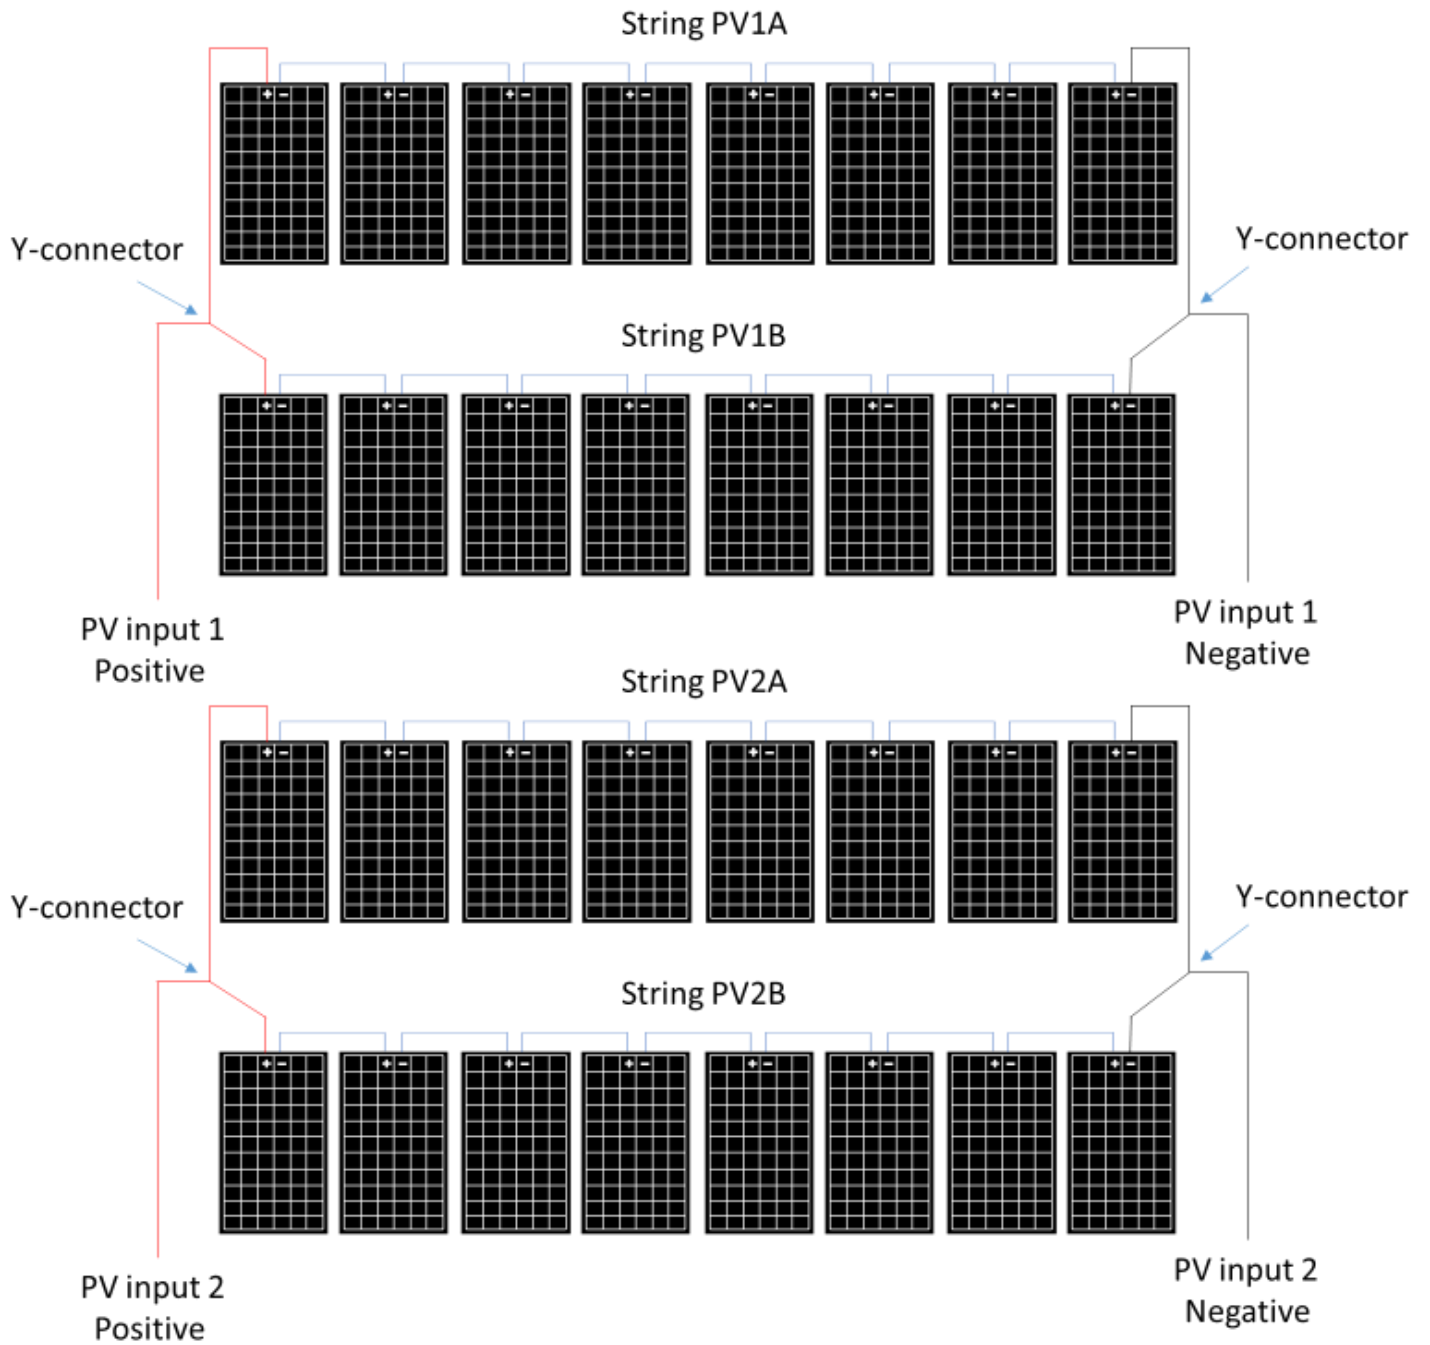 String PV1A
+ - + - + - + - + - + - + - + -
Y-connector
Y-connector
String PV1B
+ - + - + - + - + - + - + - + -
PV input 1
Positive
PV input 1
Negative
String PV2A
+ - + - + - + - + - + - + - + -
Y-connector
Y-connector
String PV2B
+ - + - + - + - + - + - + - + -
PV input 2
Positive
PV input 2
Negative